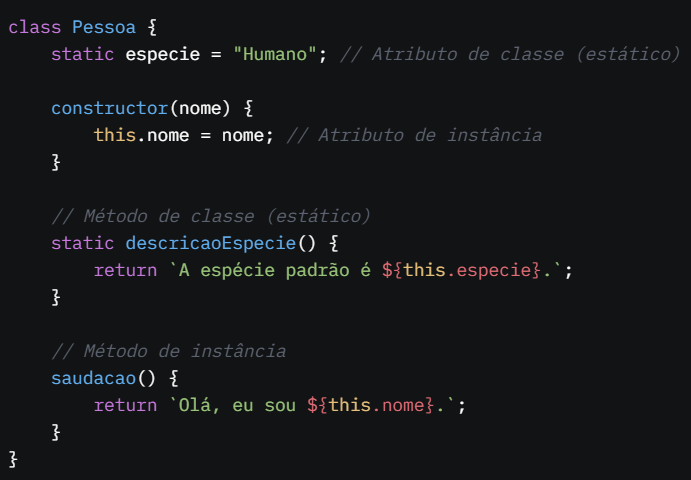 class Pessoa {
    static especie = "Humano"; // Atributo de classe (estático)

    constructor(nome) {
        this.nome = nome; // Atributo de instância
    }

    // Método de classe (estático)
    static descricaoEspecie() {
        return `A espécie padrão é ${this.especie}.`;
    }

    // Método de instância
    saudacao() {
        return `Olá, eu sou ${this.nome}.`;
    }
}